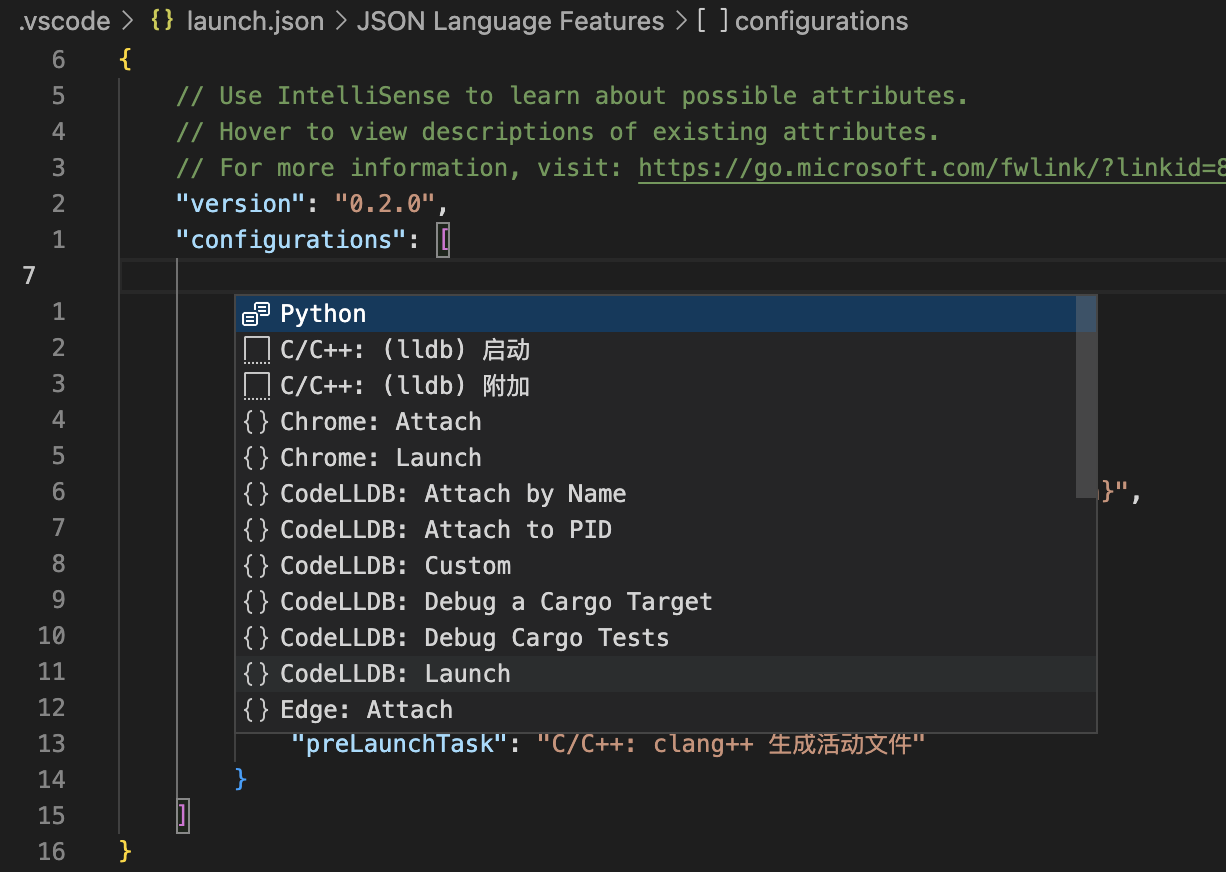 .vscode > {} launch.json > JSON Language Features > [ ] configurations
6 {
5 // Use IntelliSense to learn about possible attributes.
4 // Hover to view descriptions of existing attributes.
3 // For more information, visit: https://go.microsoft.com/fwlink/?linkid=8
2 "version": "0.2.0",
1 "configurations": [
7
1 Python
2 C/C++: (lldb) 启动
3 C/C++: (lldb) 附加
4 {} Chrome: Attach
5 {} Chrome: Launch
6 {} CodeLLDB: Attach by Name }",
7 {} CodeLLDB: Attach to PID
8 {} CodeLLDB: Custom
9 {} CodeLLDB: Debug a Cargo Target
10 {} CodeLLDB: Debug Cargo Tests
11 {} CodeLLDB: Launch
12 {} Edge: Attach
13 "preLaunchTask": "C/C++: clang++ 生成活动文件"
14 }
15 ]
16 }